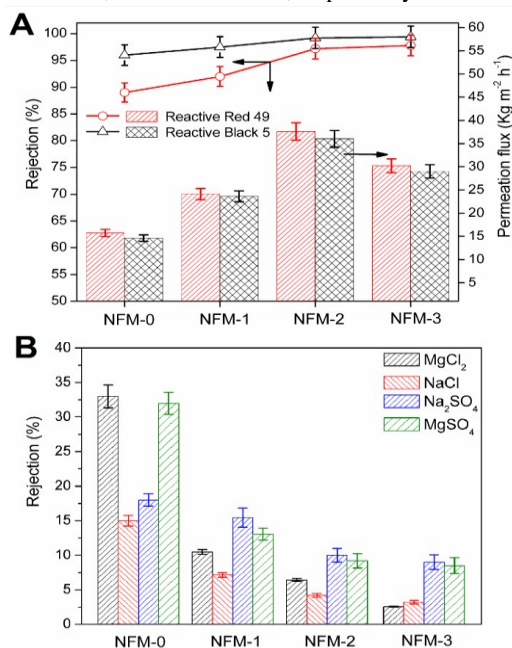 A
Rejection (%)
100
95
90
85
80
75
70
65
60
55
50
Reactive Red 49
Reactive Black 5
60
55
50
45
40
35
30
25
20
15
10
5
Permeation flux (Kg m⁻² h⁻¹)
NFM-0 NFM-1 NFM-2 NFM-3
B
Rejection (%)
40
35
30
25
20
15
10
5
0
MgCl₂
NaCl
Na₂SO₄
MgSO₄
NFM-0 NFM-1 NFM-2 NFM-3